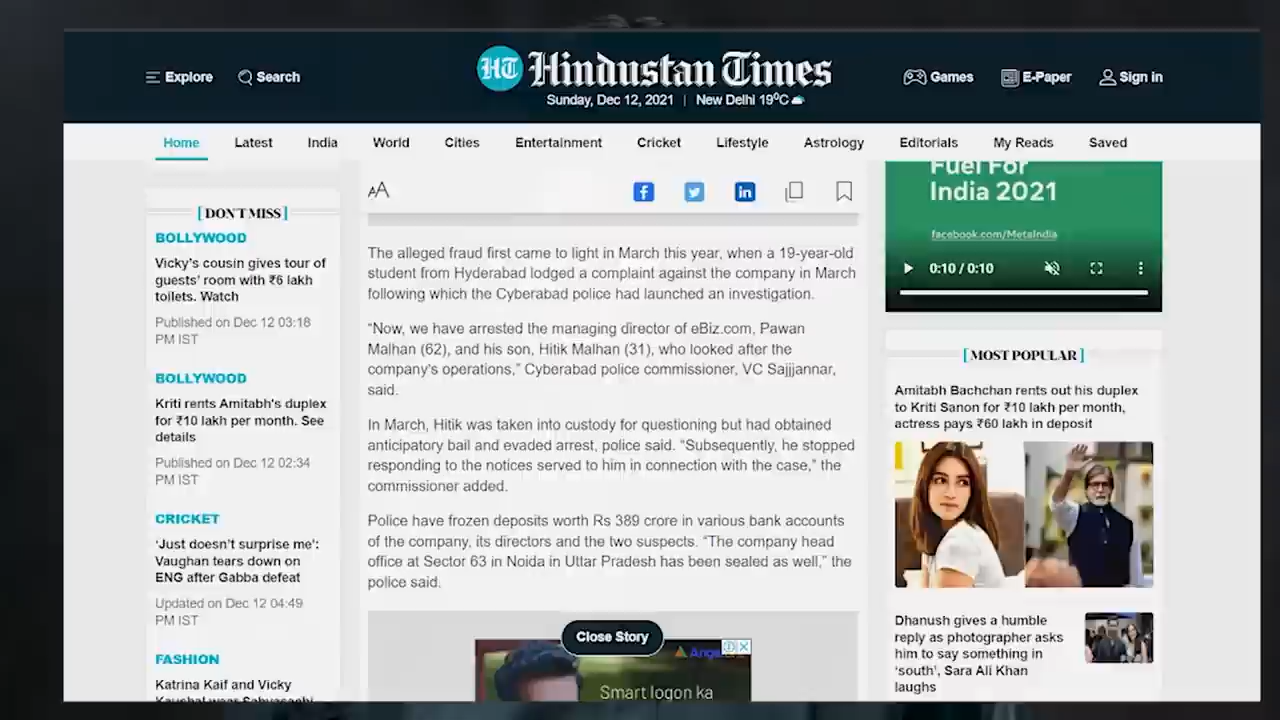 Explore
Search
HT
Hindustan Times
Sunday, Dec 12, 2021 | New Delhi 19⁰C
Games
E-Paper
Sign in
Home
Latest
India
World
Cities
Entertainment
Cricket
Lifestyle
Astrology
Editorials
My Reads
Saved
[ DON'T MISS ]
BOLLYWOOD
Vicky's cousin gives tour of
guests' room with ₹6 lakh
toilets. Watch
Published on Dec 12 03:18
PM IST
BOLLYWOOD
Kriti rents Amitabh's duplex
for ₹10 lakh per month. See
details
Published on Dec 12 02:34
PM IST
CRICKET
‘Just doesn’t surprise me’:
Vaughan tears down on
ENG after Gabba defeat
Updated on Dec 12 04:49
PM IST
FASHION
Katrina Kaif and Vicky
AA
The alleged fraud first came to light in March this year, when a 19-year-old
student from Hyderabad lodged a complaint against the company in March
following which the Cyberabad police had launched an investigation.
“Now, we have arrested the managing director of eBiz.com, Pawan
Malhan (62), and his son, Hitik Malhan (31), who looked after the
company's operations,” Cyberabad police commissioner, VC Sajjjannar,
said.
In March, Hitik was taken into custody for questioning but had obtained
anticipatory bail and evaded arrest, police said. “Subsequently, he stopped
responding to the notices served to him in connection with the case,” the
commissioner added.
Police have frozen deposits worth Rs 389 crore in various bank accounts
of the company, its directors and the two suspects. “The company head
office at Sector 63 in Noida in Uttar Pradesh has been sealed as well,” the
police said.
Close Story
Smart logon ka
Fuel For
India 2021
facebook.com/MetaIndia
0:10 / 0:10
[ MOST POPULAR ]
Amitabh Bachchan rents out his duplex
to Kriti Sanon for ₹10 lakh per month,
actress pays ₹60 lakh in deposit
Dhanush gives a humble
reply as photographer asks
him to say something in
‘south’, Sara Ali Khan
laughs